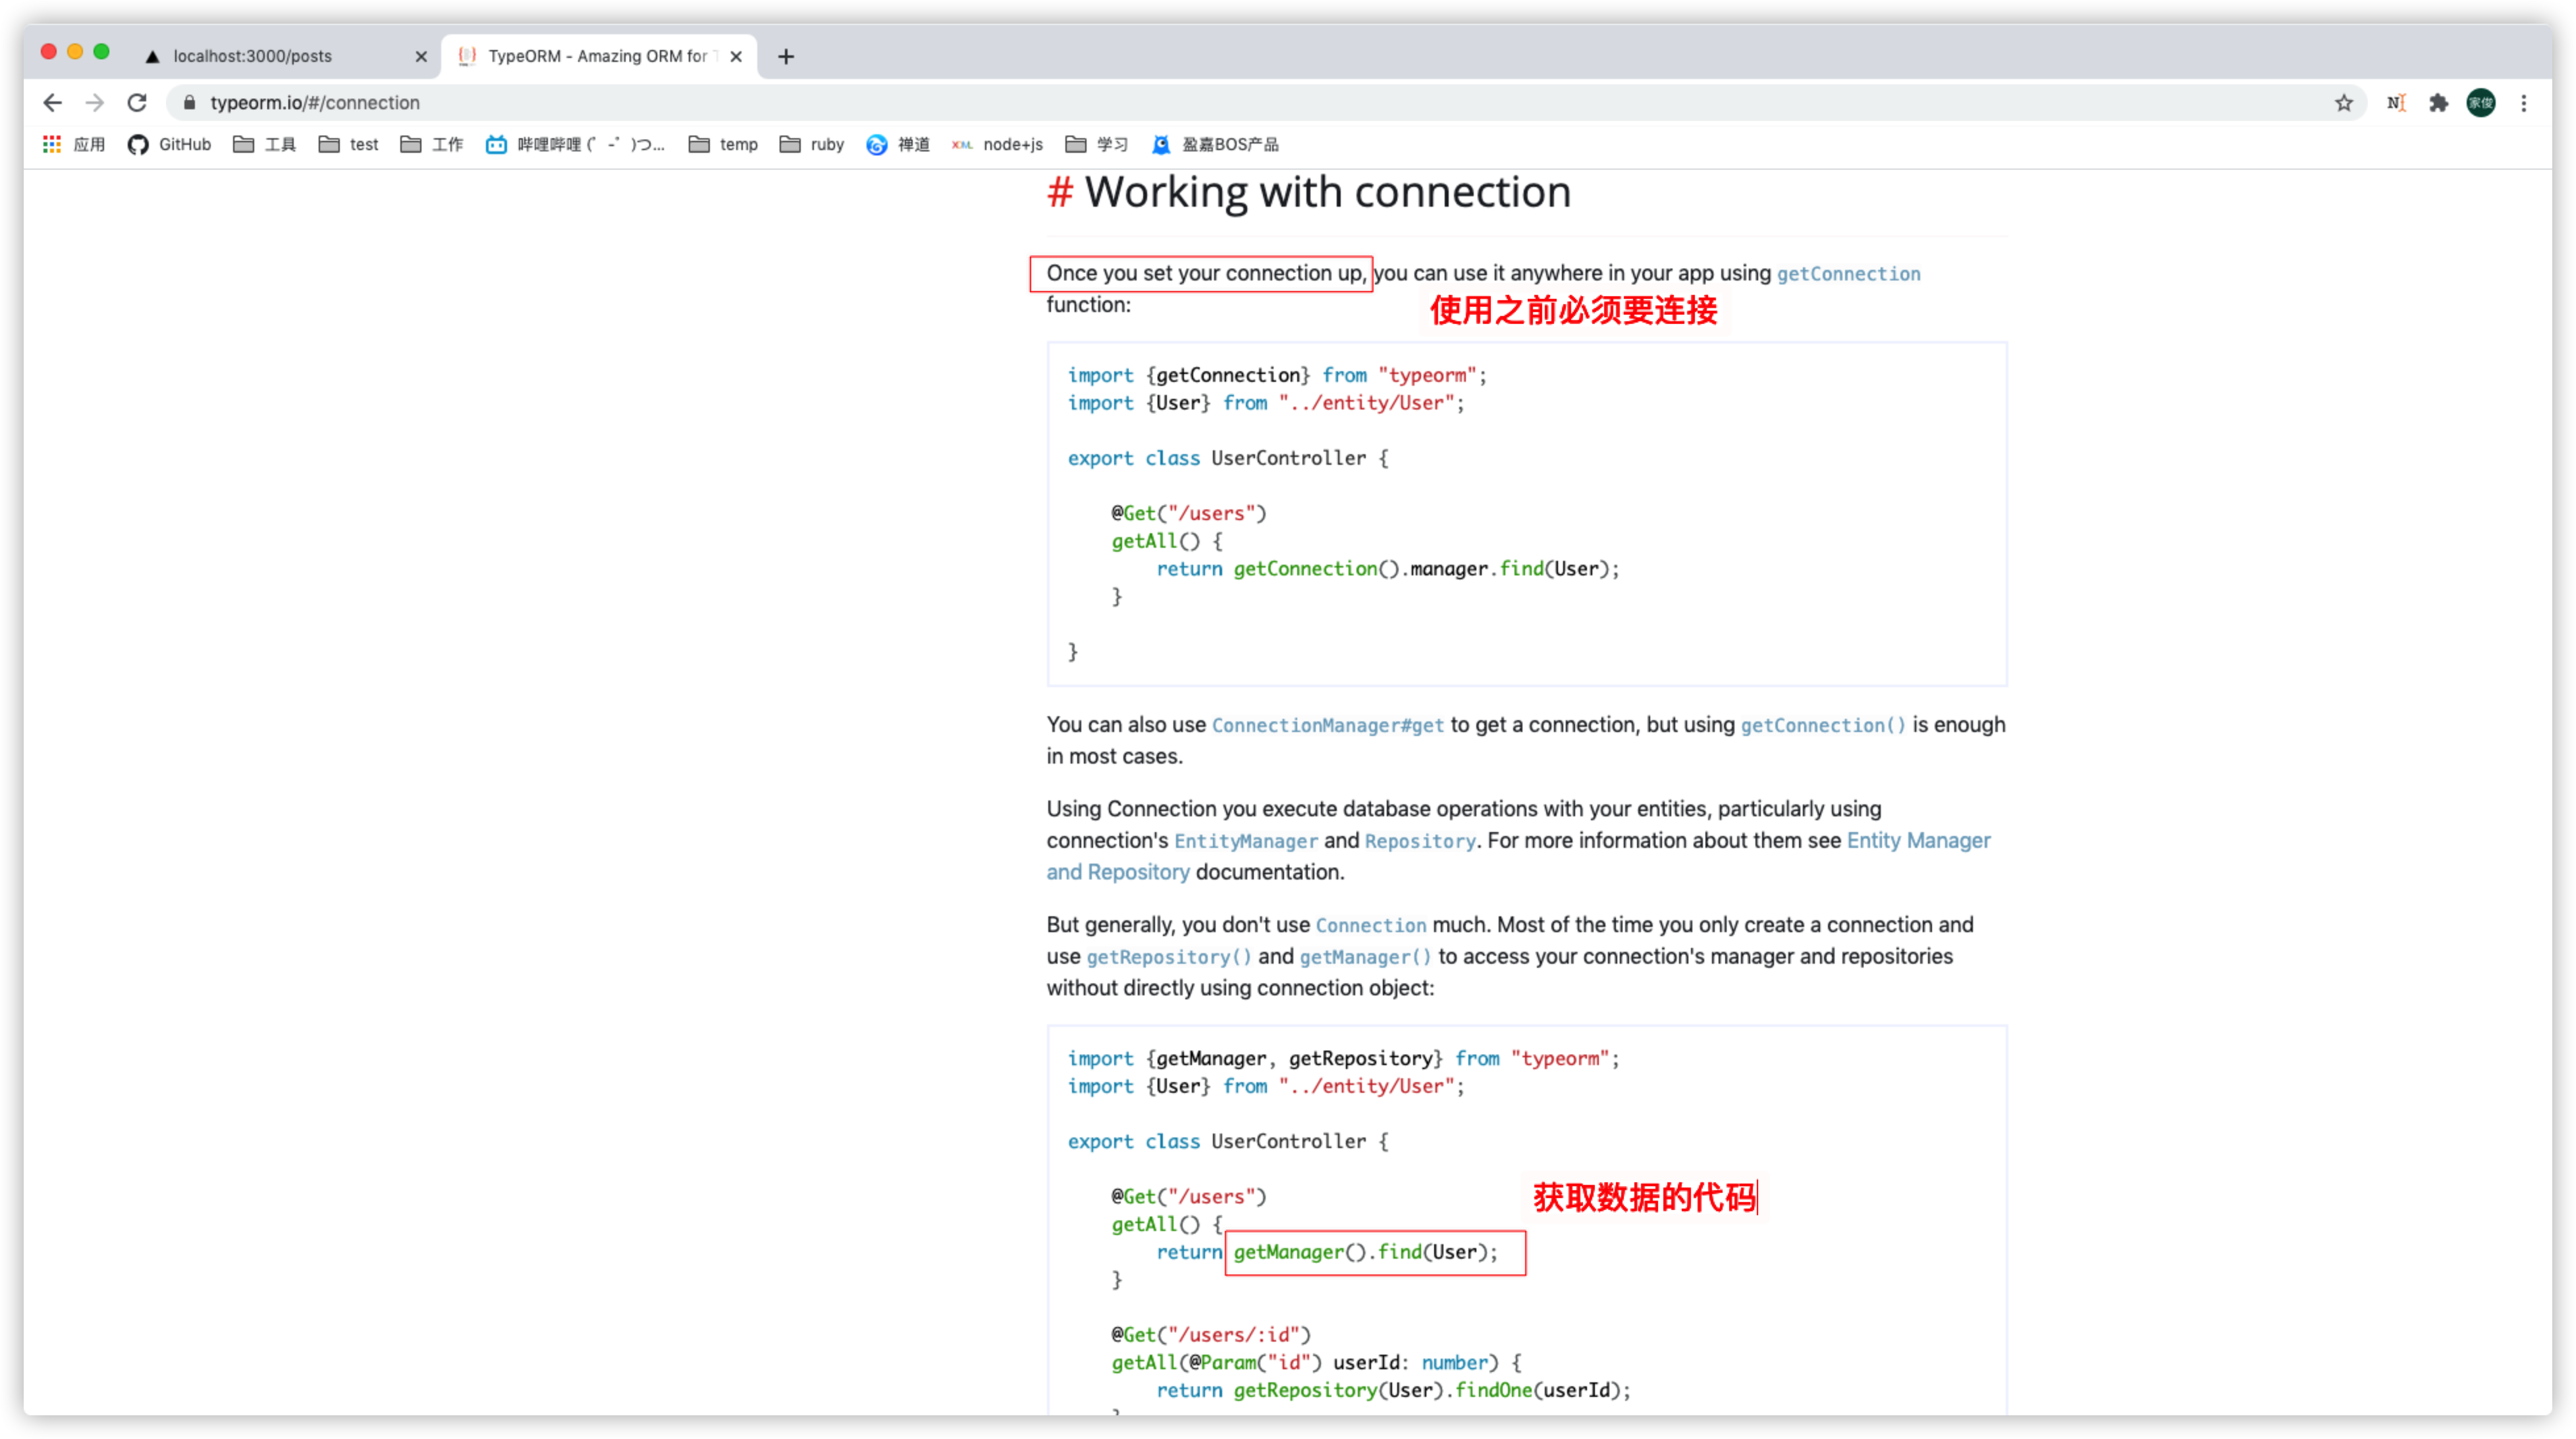 localhost:3000/posts
TypeORM - Amazing ORM for
typeorm.io/#/connection
家俊
应用 GitHub 工具 test 工作 哔哩哔哩 (゜-゜)つ... temp ruby 禅道 XML node+js 学习 盈嘉BOS产品
# Working with connection
Once you set your connection up, you can use it anywhere in your app using getConnection
function:
使用之前必须要连接
import {getConnection} from "typeorm";
import {User} from "../entity/User";
export class UserController {
@Get("/users")
getAll() {
return getConnection().manager.find(User);
}
}
You can also use ConnectionManager#get to get a connection, but using getConnection() is enough
in most cases.
Using Connection you execute database operations with your entities, particularly using
connection's EntityManager and Repository. For more information about them see Entity Manager
and Repository documentation.
But generally, you don't use Connection much. Most of the time you only create a connection and
use getRepository() and getManager() to access your connection's manager and repositories
without directly using connection object:
import {getManager, getRepository} from "typeorm";
import {User} from "../entity/User";
export class UserController {
@Get("/users")
获取数据的代码
getAll() {
return getManager().find(User);
}
@Get("/users/:id")
getAll(@Param("id") userId: number) {
return getRepository(User).findOne(userId);